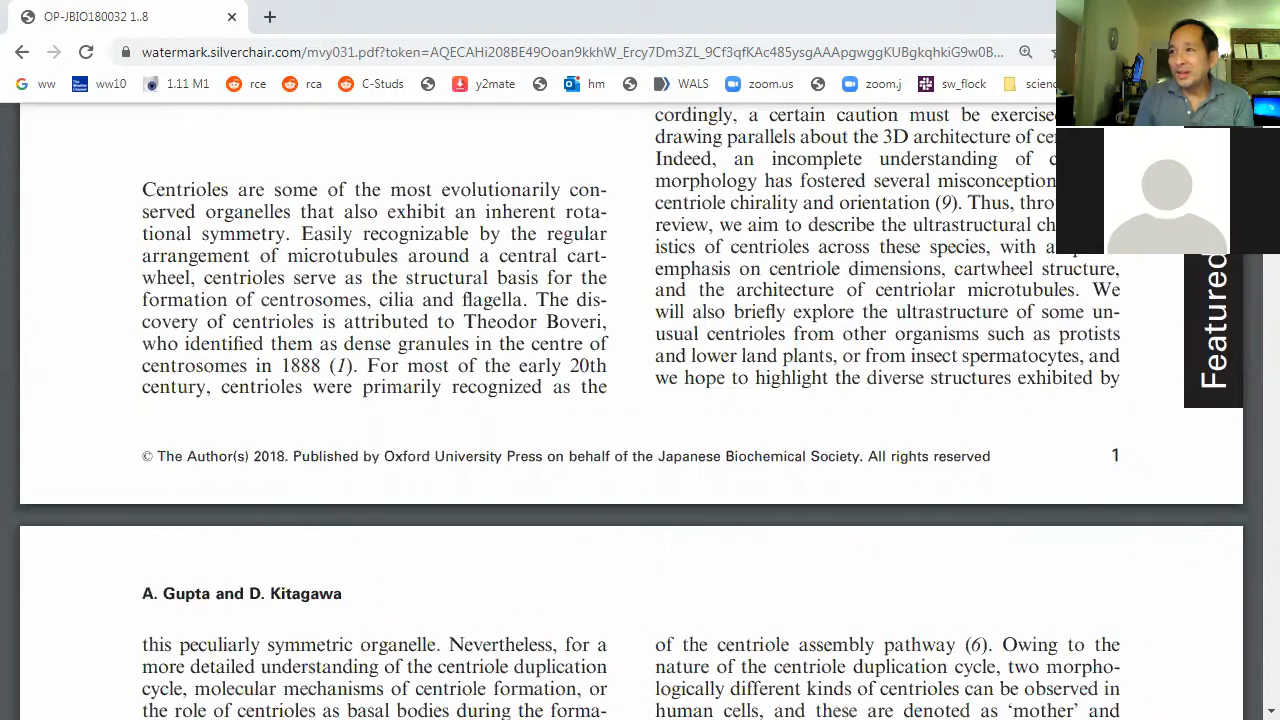 OP-JBIO180032 1..8
watermark.silverchair.com/mvy031.pdf?token=
ww
ww10
1.11 M1
rce
rca
C-Studs
y2mate
hm
WALS
zoom.us
zoom.j
sw_flock
scienc
Centrioles are some of the most evolutionarily con-
served organelles that also exhibit an inherent rota-
tional symmetry. Easily recognizable by the regular
arrangement of microtubules around a central cart-
wheel, centrioles serve as the structural basis for the
formation of centrosomes, cilia and flagella. The dis-
covery of centrioles is attributed to Theodor Boveri,
who identified them as dense granules in the centre of
centrosomes in 1888 (1). For most of the early 20th
century, centrioles were primarily recognized as the
cordingly, a certain caution must be exercised
drawing parallels about the 3D architecture of
Indeed, an incomplete understanding of
morphology has fostered several misconception
centriole chirality and orientation (9). Thus,
review, we aim to describe the ultrastructural
istics of centrioles across these species, with a
emphasis on centriole dimensions, cartwheel structure,
and the architecture of centriolar microtubules. We
will also briefly explore the ultrastructure of some un-
usual centrioles from other organisms such as protists
and lower land plants, or from insect spermatocytes, and
we hope to highlight the diverse structures exhibited by
Featured
© The Author(s) 2018. Published by Oxford University Press on behalf of the Japanese Biochemical Society. All rights reserved 1
A. Gupta and D. Kitagawa
this peculiarly symmetric organelle. Nevertheless, for a
more detailed understanding of the centriole duplication
cycle, molecular mechanisms of centriole formation, or
the role of centrioles as basal bodies during the forma-
of the centriole assembly pathway (6). Owing to the
nature of the centriole duplication cycle, two morpho-
logically different kinds of centrioles can be observed in
human cells, and these are denoted as ‘mother’ and